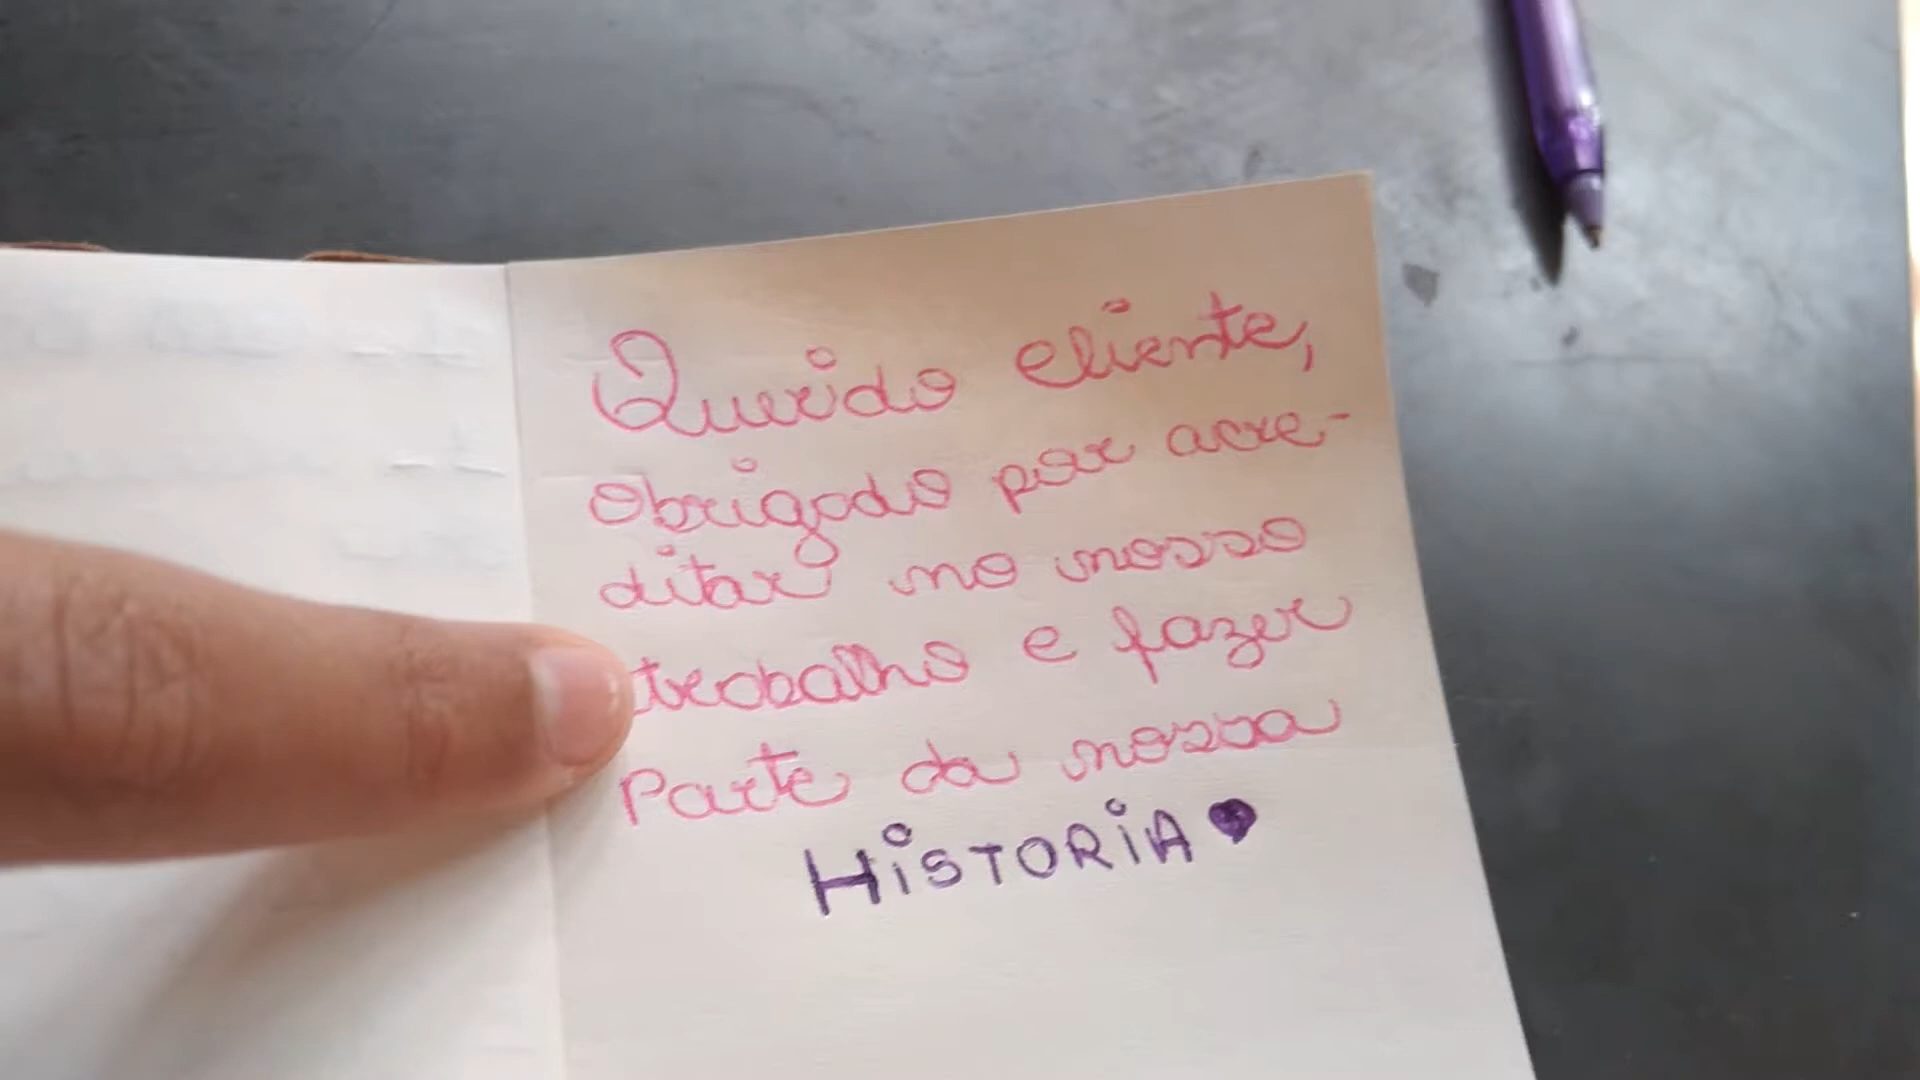 Querido cliente,
obrigado por acre-
ditar no nosso
trabalho e fazer
Parte da nossa
HiSTORiA